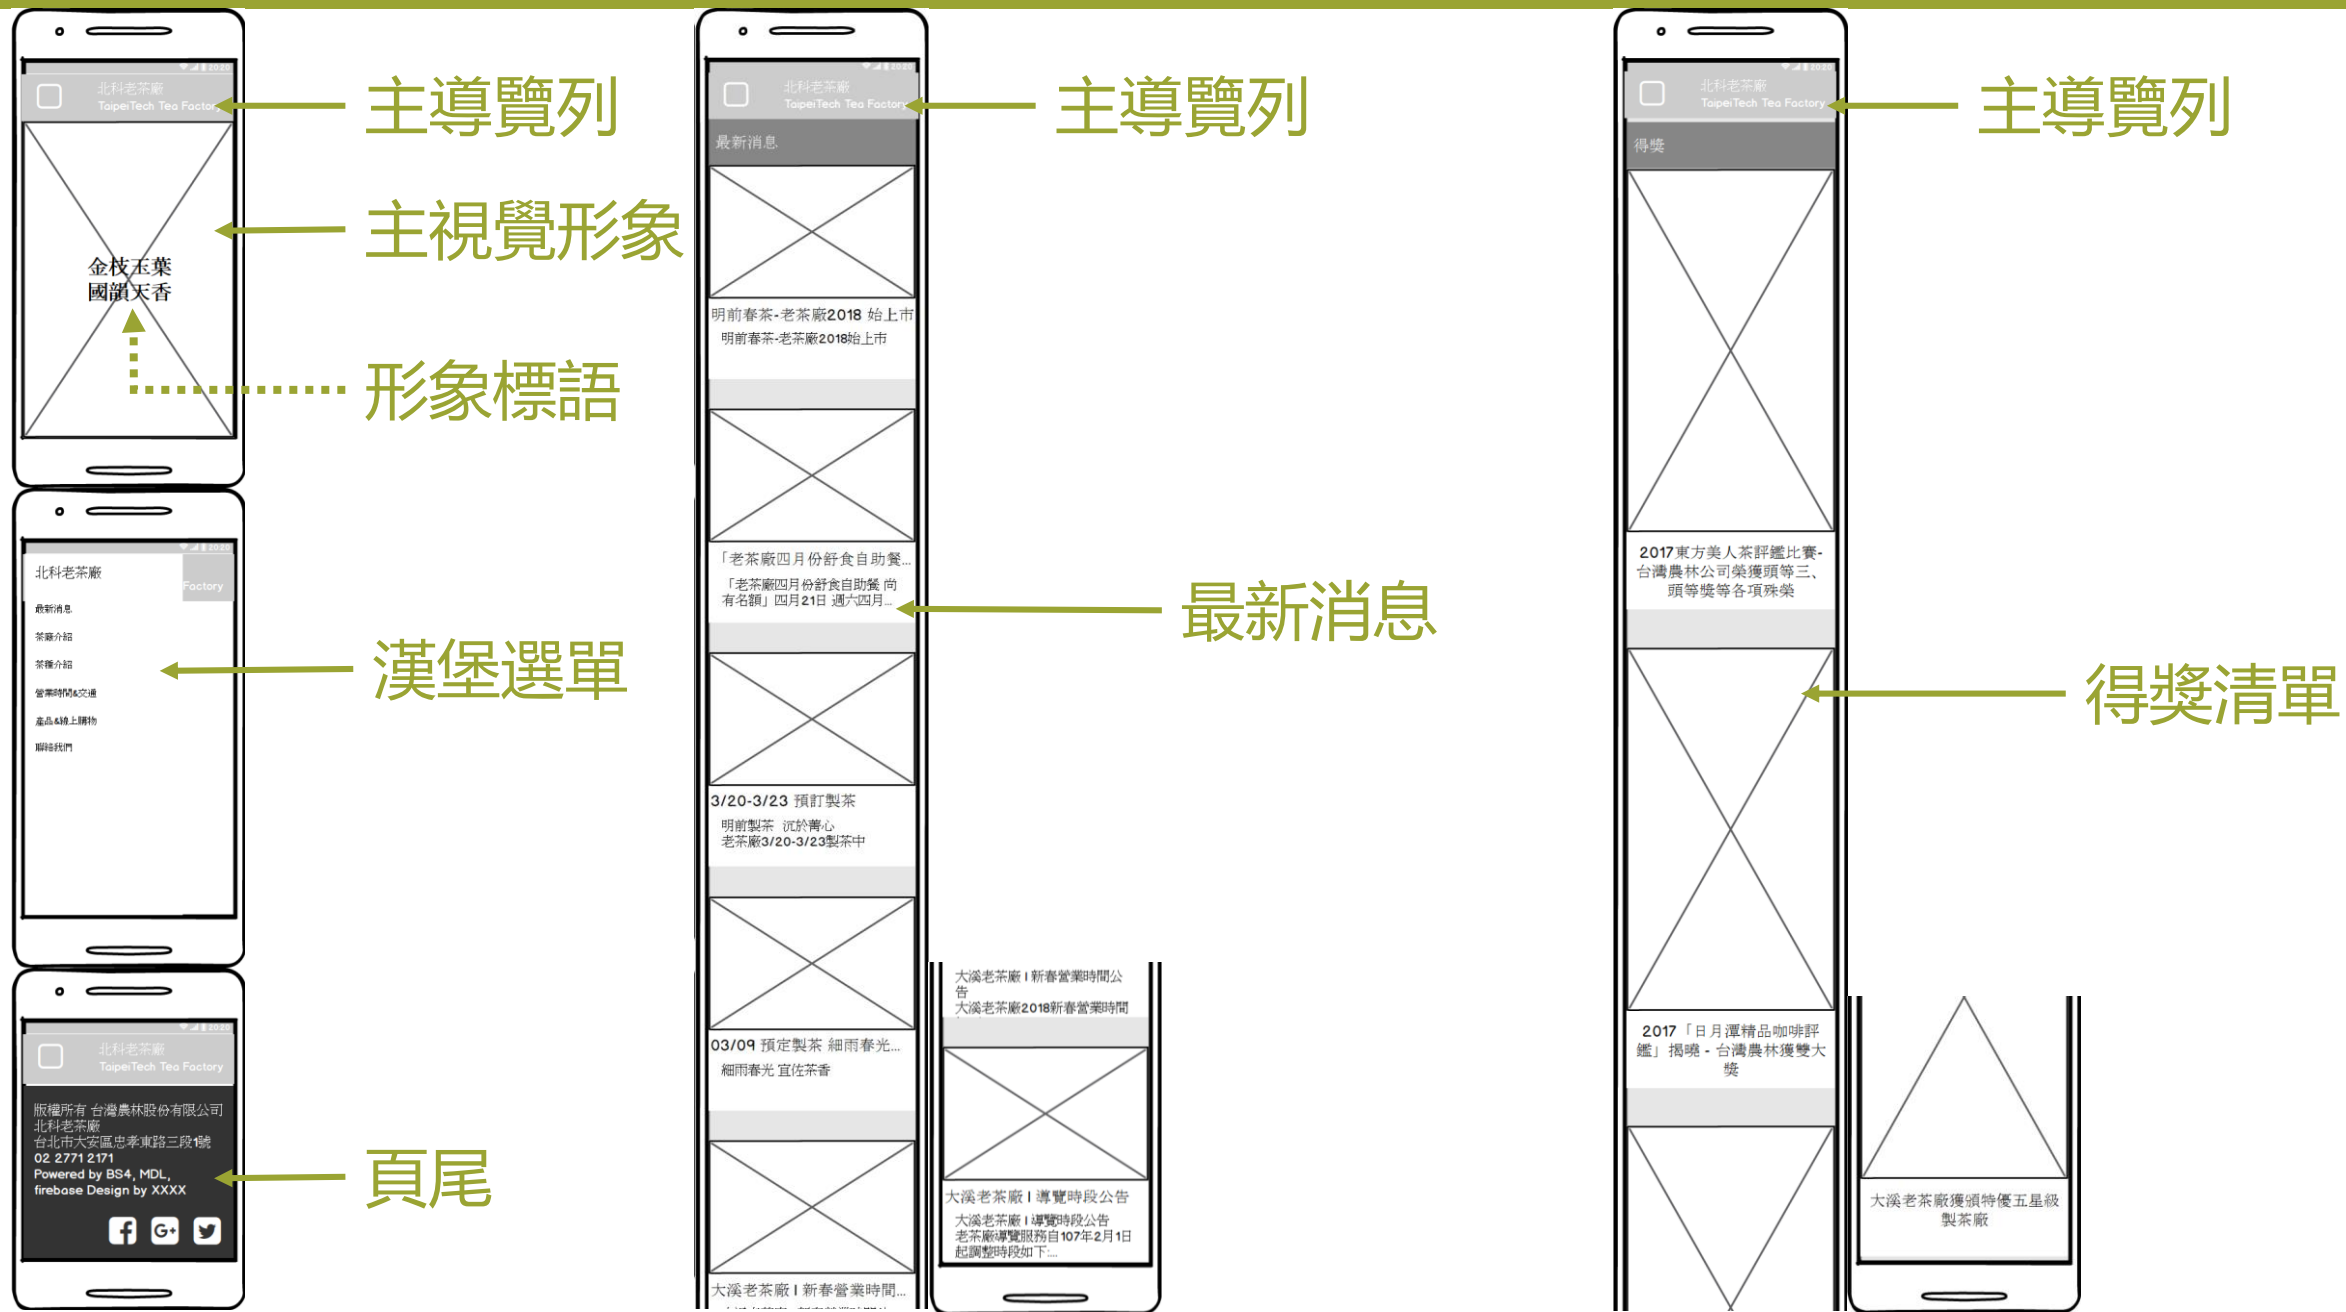 2020
北科老茶廠
TaipeiTech Tea Factory
主導覽列
主視覺形象
金枝玉葉
國韻天香
形象標語
2020
北科老茶廠
Factory
最新消息
茶廠介紹
茶種介紹
營業時間&交通
產品&線上購物
聯絡我們
漢堡選單
2020
北科老茶廠
TaipeiTech Tea Factory
版權所有 台灣農林股份有限公司
北科老茶廠
台北市大安區忠孝東路三段1號
02 2771 2171
Powered by BS4, MDL,
firebase Design by XXXX
G+
頁尾
2020
北科老茶廠
TaipeiTech Tea Factory
主導覽列
最新消息
明前春茶-老茶廠2018 始上市
明前春茶-老茶廠2018始上市
「老茶廠四月份舒食自助餐...
「老茶廠四月份舒食自助餐 尚
有名額」四月21日 週六四月...
最新消息
3/20-3/23 預訂製茶
明前製茶 沉於菁心
老茶廠3/20-3/23製茶中
03/09 預定製茶 細雨春光...
細雨春光 宜佐茶香
大溪老茶廠 I 新春營業時間...
大溪老茶廠 I 新春營業時間公
告
大溪老茶廠2018新春營業時間
大溪老茶廠 I 導覽時段公告
大溪老茶廠 I 導覽時段公告
老茶廠導覽服務自107年2月1日
起調整時段如下:...
2020
北科老茶廠
TaipeiTech Tea Factory
主導覽列
得獎
2017東方美人茶評鑑比賽-
台灣農林公司榮獲頭等三、
頭等獎等各項殊榮
得獎清單
2017「日月潭精品咖啡評
鑑」揭曉 - 台灣農林獲雙大
獎
大溪老茶廠獲頒特優五星級
製茶廠